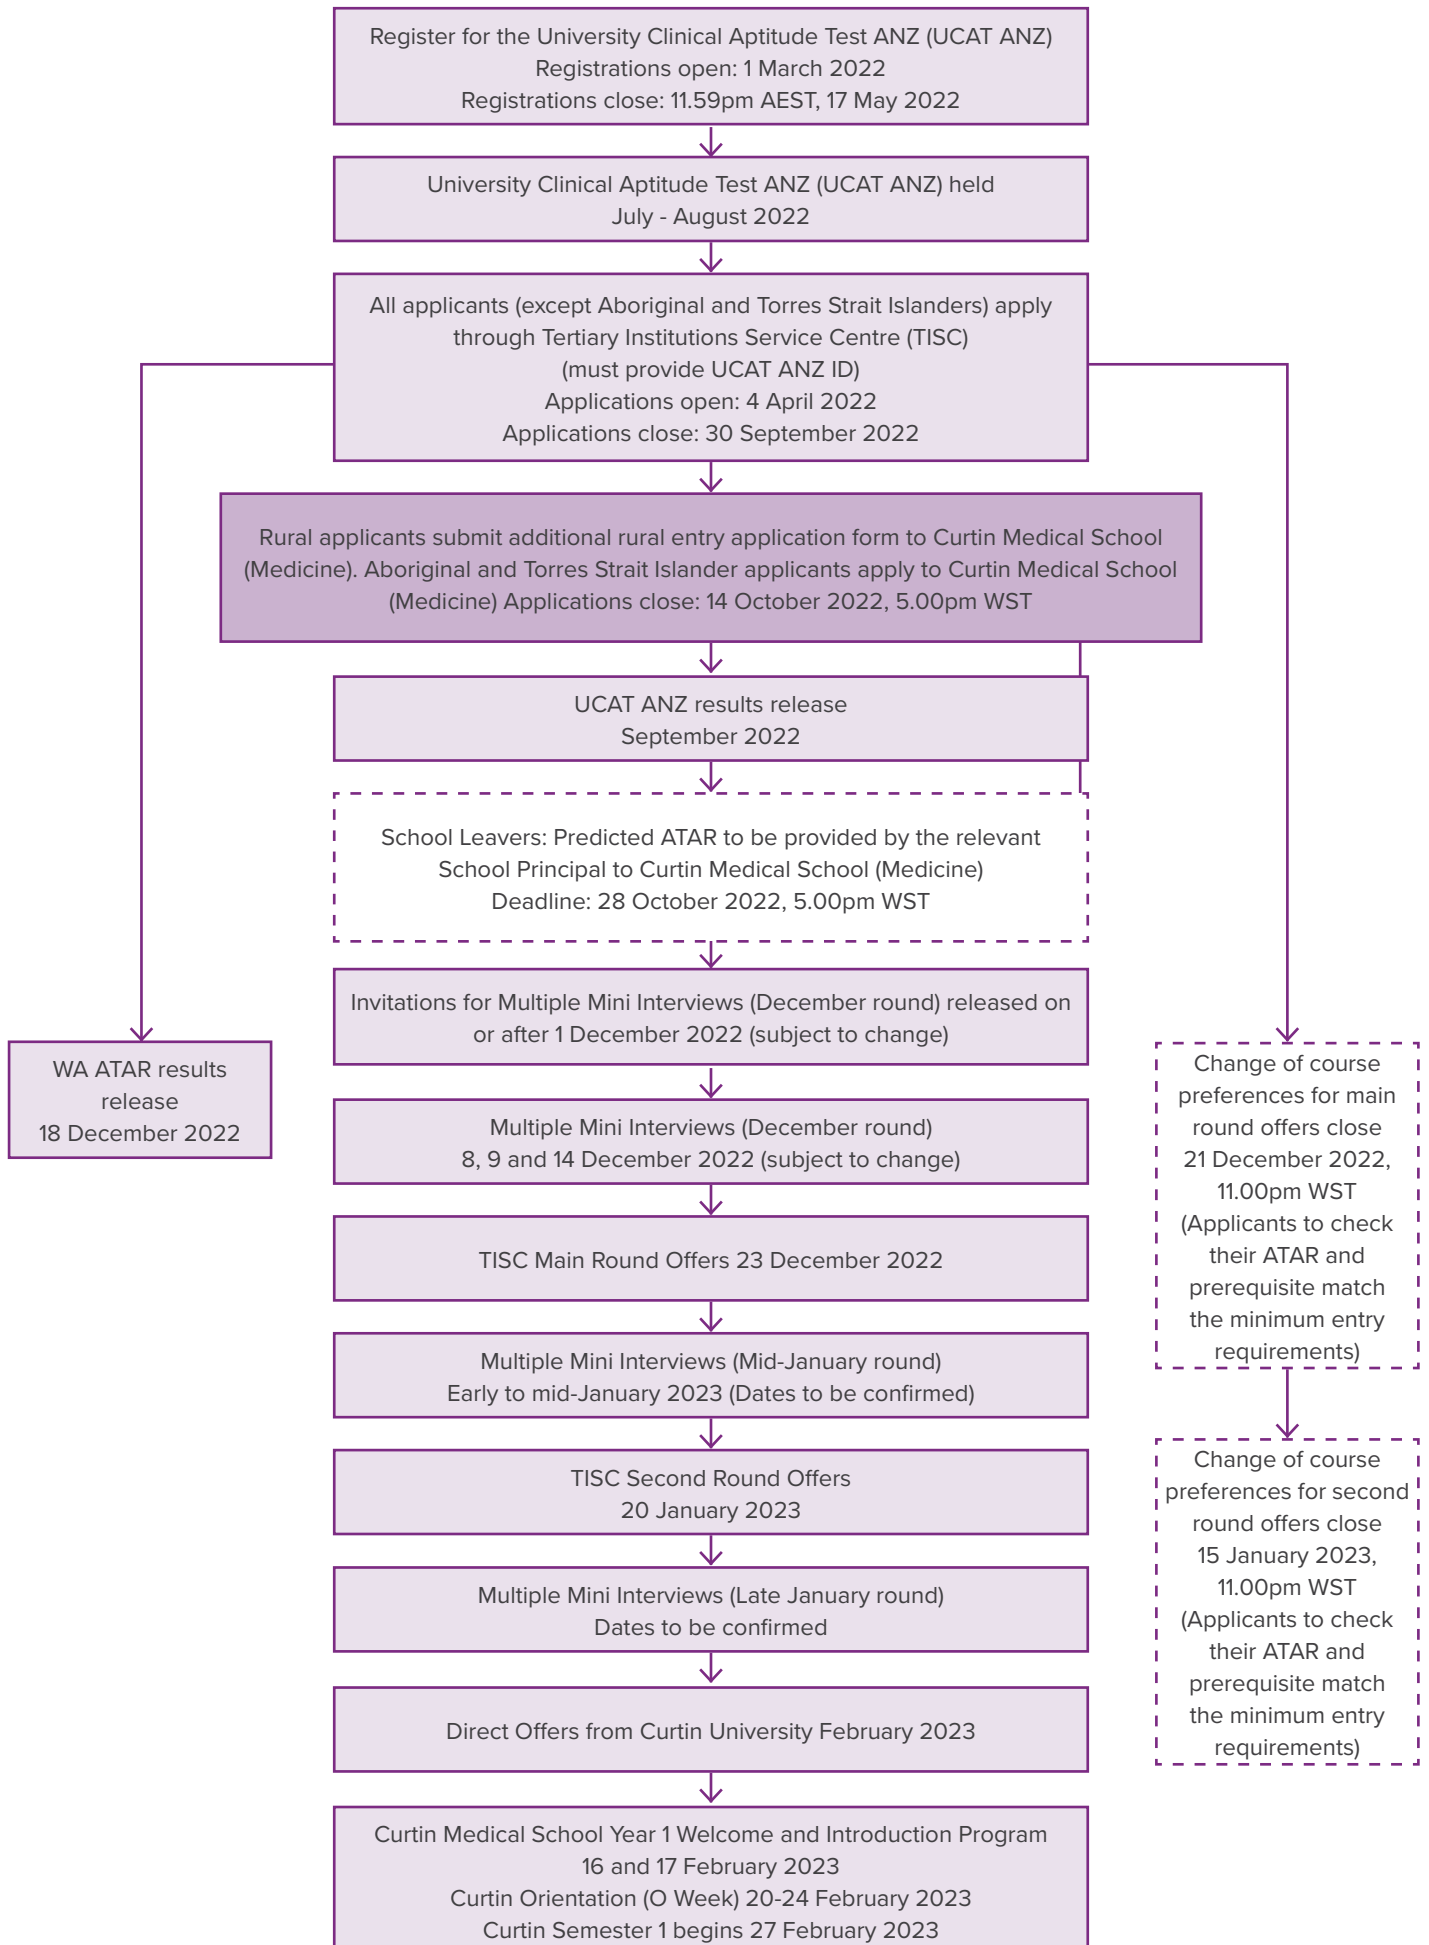 Register for the University Clinical Aptitude Test ANZ (UCAT ANZ)
Registrations open: 1 March 2022
Registrations close: 11.59pm AEST, 17 May 2022
University Clinical Aptitude Test ANZ (UCAT ANZ) held
July - August 2022
All applicants (except Aboriginal and Torres Strait Islanders) apply
through Tertiary Institutions Service Centre (TISC)
(must provide UCAT ANZ ID)
Applications open: 4 April 2022
Applications close: 30 September 2022
Rural applicants submit additional rural entry application form to Curtin Medical School
(Medicine). Aboriginal and Torres Strait Islander applicants apply to Curtin Medical School
(Medicine) Applications close: 14 October 2022, 5.00pm WST
UCAT ANZ results release
September 2022
School Leavers: Predicted ATAR to be provided by the relevant
School Principal to Curtin Medical School (Medicine)
Deadline: 28 October 2022, 5.00pm WST
Invitations for Multiple Mini Interviews (December round) released on
or after 1 December 2022 (subject to change)
WA ATAR results
release
18 December 2022
Multiple Mini Interviews (December round)
8, 9 and 14 December 2022 (subject to change)
TISC Main Round Offers 23 December 2022
Multiple Mini Interviews (Mid-January round)
Early to mid-January 2023 (Dates to be confirmed)
TISC Second Round Offers
20 January 2023
Multiple Mini Interviews (Late January round)
Dates to be confirmed
Direct Offers from Curtin University February 2023
Curtin Medical School Year 1 Welcome and Introduction Program
16 and 17 February 2023
Curtin Orientation (O Week) 20-24 February 2023
Curtin Semester 1 begins 27 February 2023
Change of course
preferences for main
round offers close
21 December 2022,
11.00pm WST
(Applicants to check
their ATAR and
prerequisite match
the minimum entry
requirements)
Change of course
preferences for second
round offers close
15 January 2023,
11.00pm WST
(Applicants to check
their ATAR and
prerequisite match
the minimum entry
requirements)